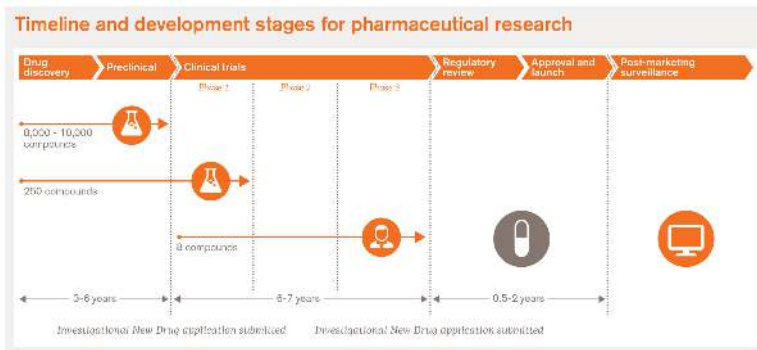 Timeline and development stages for pharmaceutical research
Drug
discovery
Preclinical
Clinical trials
Regulatory
review
Approval and
launch
Post-marketing
surveillance
Phase 1
Phase 2
Phase 3
8,000 - 10,000
compounds
250 compounds
8 compounds
3-6 years
6-7 years
0.5-2 years
Investigational New Drug application submitted
Investigational New Drug application submitted